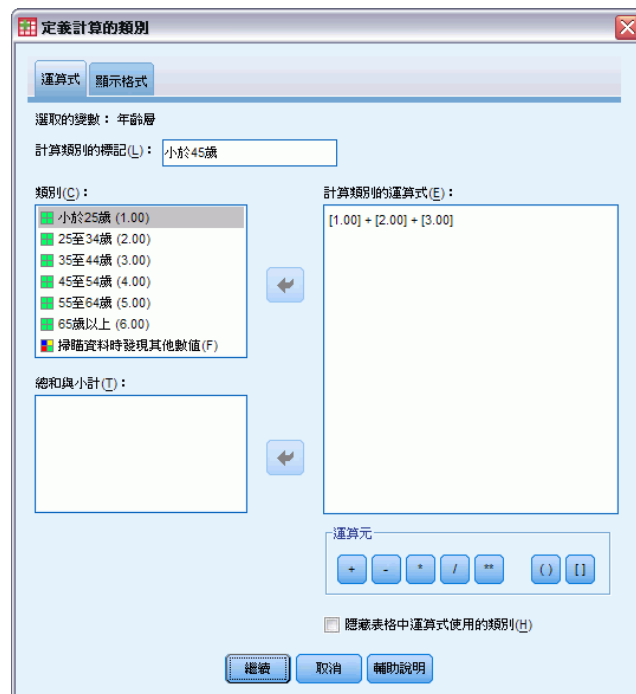 定義計算的類別
運算式
顯示格式
選取的變數：年齡層
計算類別的標記(L)：
小於45歲
類別(C)：
小於25歲 (1.00)
25至34歲 (2.00)
35至44歲 (3.00)
45至54歲 (4.00)
55至64歲 (5.00)
65歲以上 (6.00)
掃瞄資料時發現其他數值(F)
總和與小計(T)：
計算類別的運算式(E)：
[1.00] + [2.00] + [3.00]
運算元
+ - * / ** ( ) [ ]
隱藏表格中運算式使用的類別(H)
繼續
取消
輔助說明